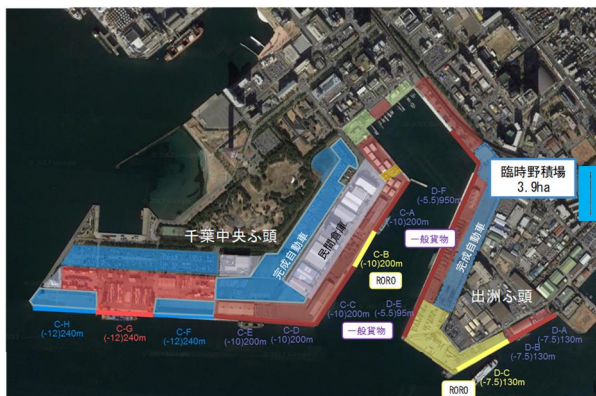 臨時野積場
3.9ha
D-F
(-5.5)950m
C-A
(-10)200m
千葉中央ふ頭
一般貨物
完成自動車
民間倉庫
C-B
(-10)200m
RORO
完成自動車
出洲ふ頭
C-H
(-12)240m
C-G
(-12)240m
C-F
(-12)240m
C-E
(-10)200m
C-D
(-10)200m
C-C
(-10)200m
一般貨物
D-E
(-5.5)95m
D-A
(-7.5)130m
D-B
(-7.5)130m
D-C
(-7.5)130m
RORO